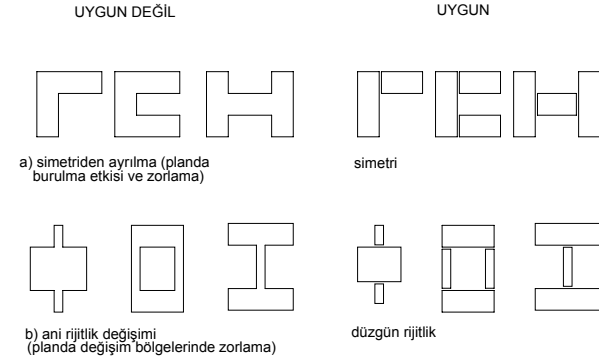 UYGUN DEĞİL
UYGUN
a) simetriden ayrılma (planda
burulma etkisi ve zorlama)
simetri
b) ani rijitlik değişimi
(planda değişim bölgelerinde zorlama)
düzgün rijitlik